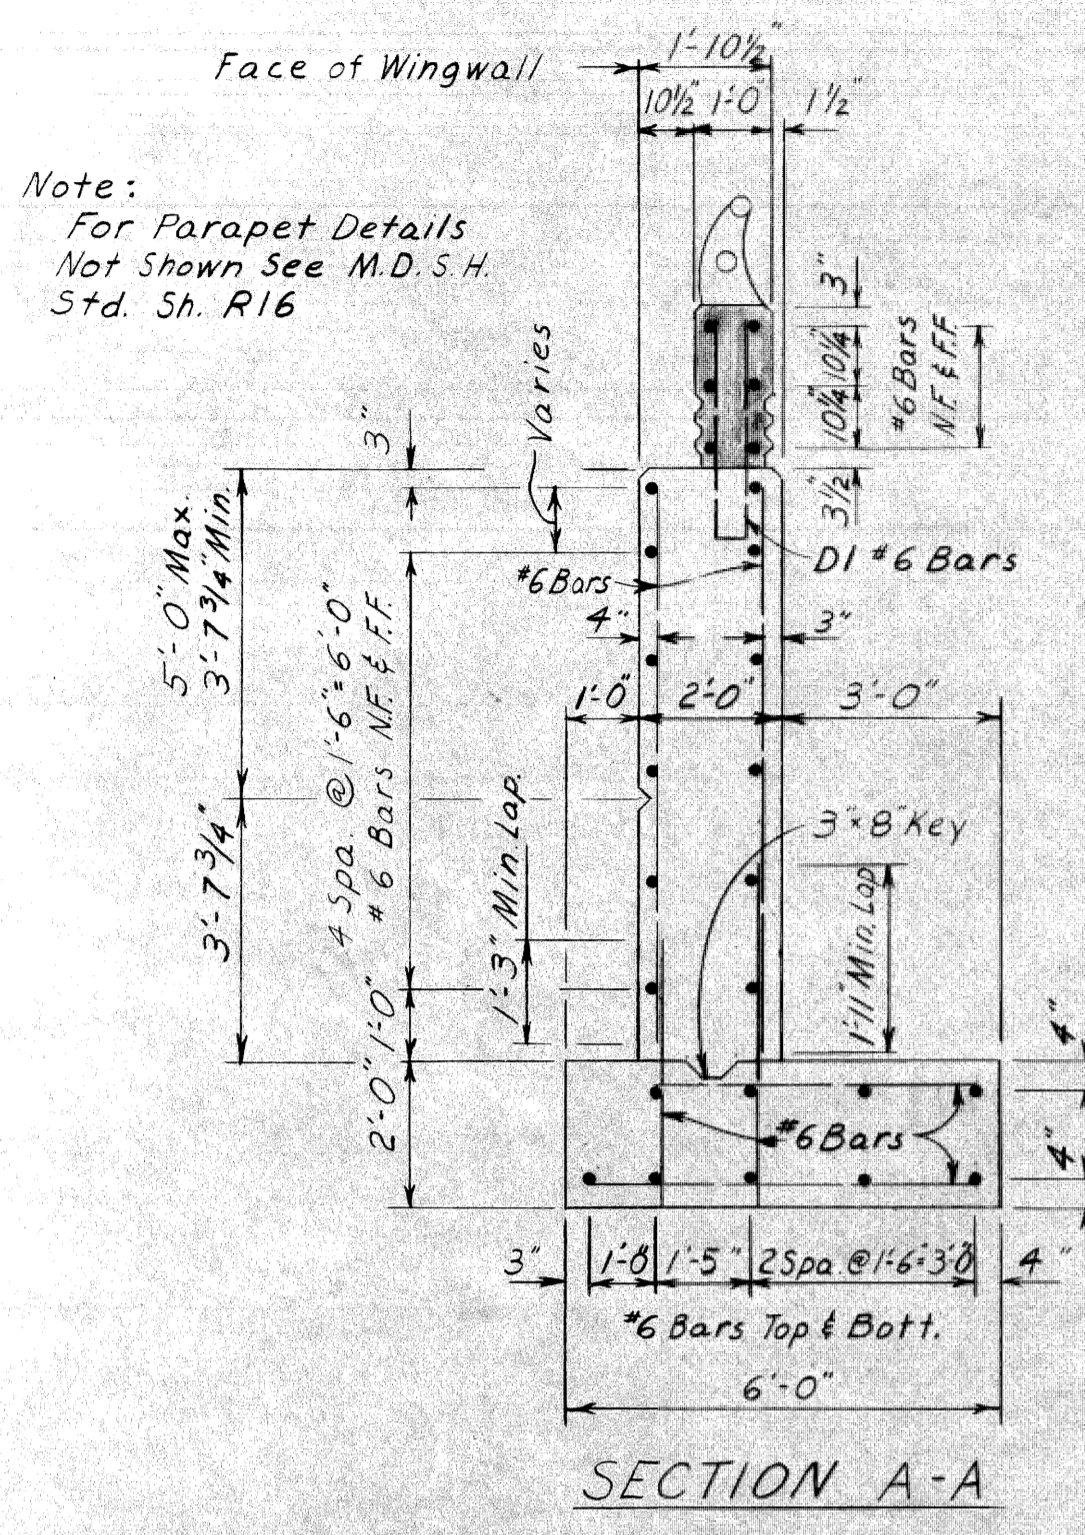 Face of Wingwall
1'-10½"
10½" 1'-0" 1½"
Note:
For Parapet Details
Not Shown See M.D.S.H.
Std. Sh. R16
3"
10¼"
10¼"
#6 Bars
N.F. & F.F.
3½"
Varies
3"
5'-0" Max.
3'-7¾" Min.
#6 Bars
D1 #6 Bars
4" 3"
1'-0" 2'-0" 3'-0"
4 Spa. @ 1'-6"=6'-0"
#6 Bars N.F. & F.F.
3'-7¾"
1'-3" Min. Lap.
3"x8" Key
1'-11" Min. Lap
1'-0"
2'-0"
4"
4"
#6 Bars
3" 1'-0" 1'-5" 2 Spa. @ 1'-6"=3'-0" 4"
#6 Bars Top & Bott.
6'-0"
SECTION A-A